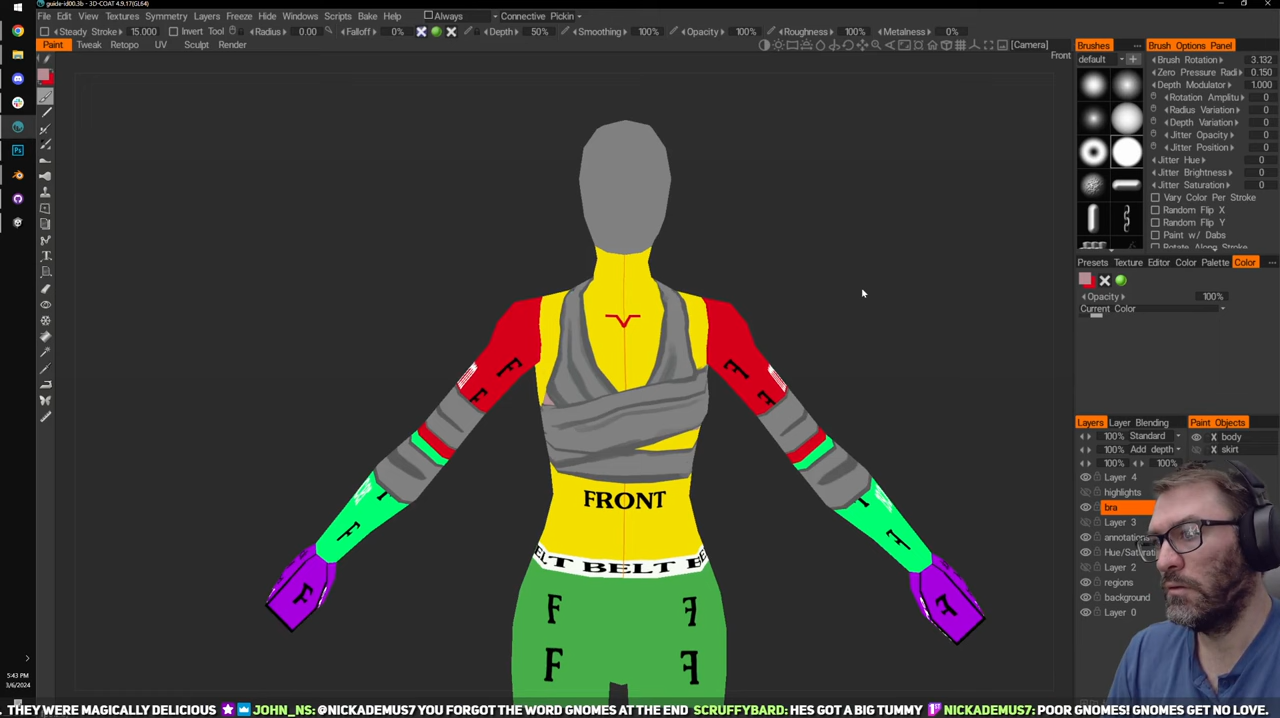 guide-id00.3b - 3D-COAT 4.9.17(GL64)
File Edit View Textures Symmetry Layers Freeze Hide Windows Scripts Bake Help Always Connective Pickin
Steady Stroke 15.000 Invert Tool Radius 0.00 Falloff 0% Depth 50% Smoothing 100% Opacity 100% Roughness 100% Metalness 0%
Paint Tweak Retopo UV Sculpt Render
[Camera]
Front
Brushes
default
Brush Options Panel
Brush Rotation 3.132
Zero Pressure Radi 0.150
Depth Modulator 1.000
Rotation Amplitu 0
Radius Variation 0
Depth Variation 0
Jitter Opacity 0
Jitter Position 0
Jitter Hue 0
Jitter Brightness 0
Jitter Saturation 0
Vary Color Per Stroke
Random Flip X
Random Flip Y
Paint w/ Dabs
Rotate Along Stroke
Presets Texture Editor Color Palette Color
Opacity 100%
Current Color
Layers Layer Blending Paint Objects
100% Standard
100% Add depth
100% 100%
X body
X skirt
Layer 4
highlights
bra
Layer 3
annotations
Hue/Saturati
Layer 2
regions
background
Layer 0
F F F F
F F F F
FRONT
LT BELT BE
F F
F F
F F
5:43 PM
3/6/2024
. THEY WERE MAGICALLY DELICIOUS JOHN_NS: @NICKADEMUS7 YOU FORGOT THE WORD GNOMES AT THE END SCRUFFYBARD: HES GOT A BIG TUMMY NICKADEMUS7: POOR GNOMES! GNOMES GET NO LOVE.